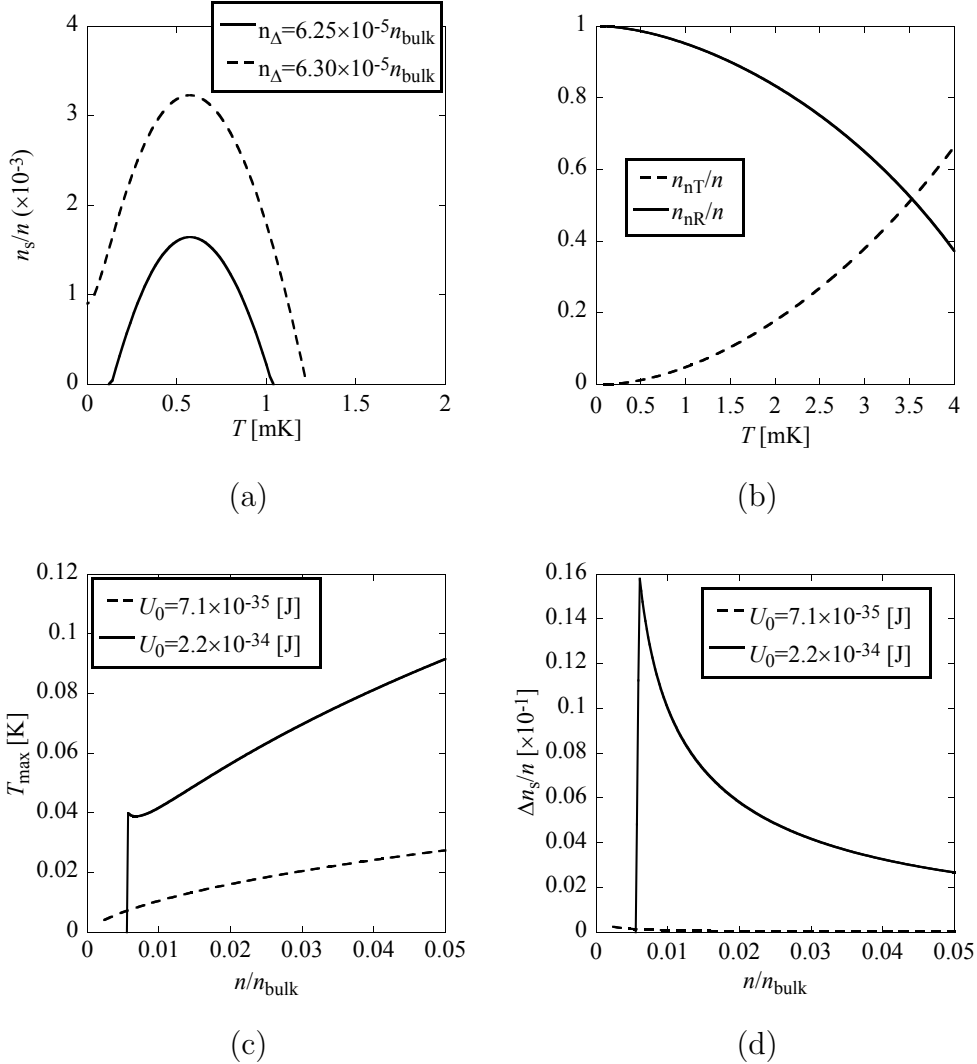 4
3
2
1
0
n_s/n (×10^-3)
n_Δ=6.25×10^-5 n_bulk
n_Δ=6.30×10^-5 n_bulk
0 0.5 1 1.5 2
T [mK]
(a)
1
0.8
0.6
0.4
0.2
0
n_nT/n
n_nR/n
0 0.5 1 1.5 2 2.5 3 3.5 4
T [mK]
(b)
0.12
0.1
0.08
0.06
0.04
0.02
0
T_max [K]
U_0=7.1×10^-35 [J]
U_0=2.2×10^-34 [J]
0 0.01 0.02 0.03 0.04 0.05
n/n_bulk
(c)
0.16
0.14
0.12
0.1
0.08
0.06
0.04
0.02
0
Δn_s/n [×10^-1]
U_0=7.1×10^-35 [J]
U_0=2.2×10^-34 [J]
0 0.01 0.02 0.03 0.04 0.05
n/n_bulk
(d)